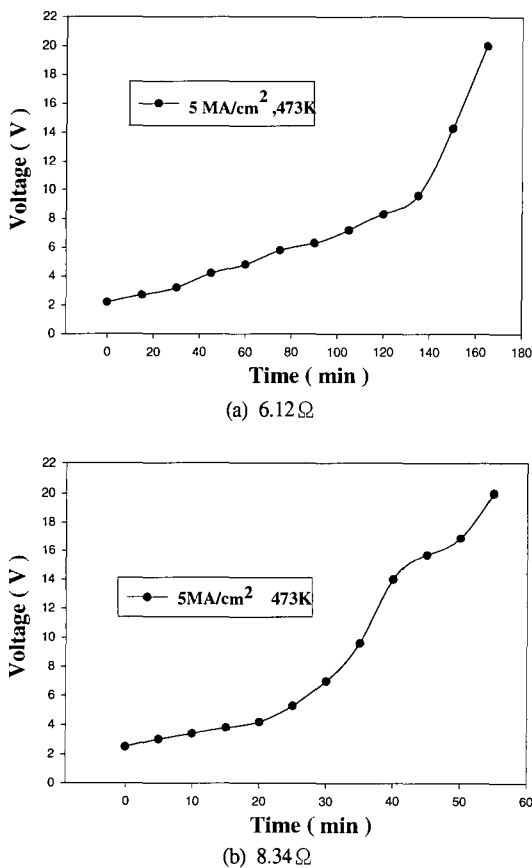 22
20
18
16
14
12
10
8
6
4
2
0
Voltage ( V )
5 MA/cm², 473K
0 20 40 60 80 100 120 140 160 180
Time ( min )
(a) 6.12Ω
22
20
18
16
14
12
10
8
6
4
2
0
Voltage ( V )
5MA/cm² 473K
0 10 20 30 40 50 60
Time ( min )
(b) 8.34Ω